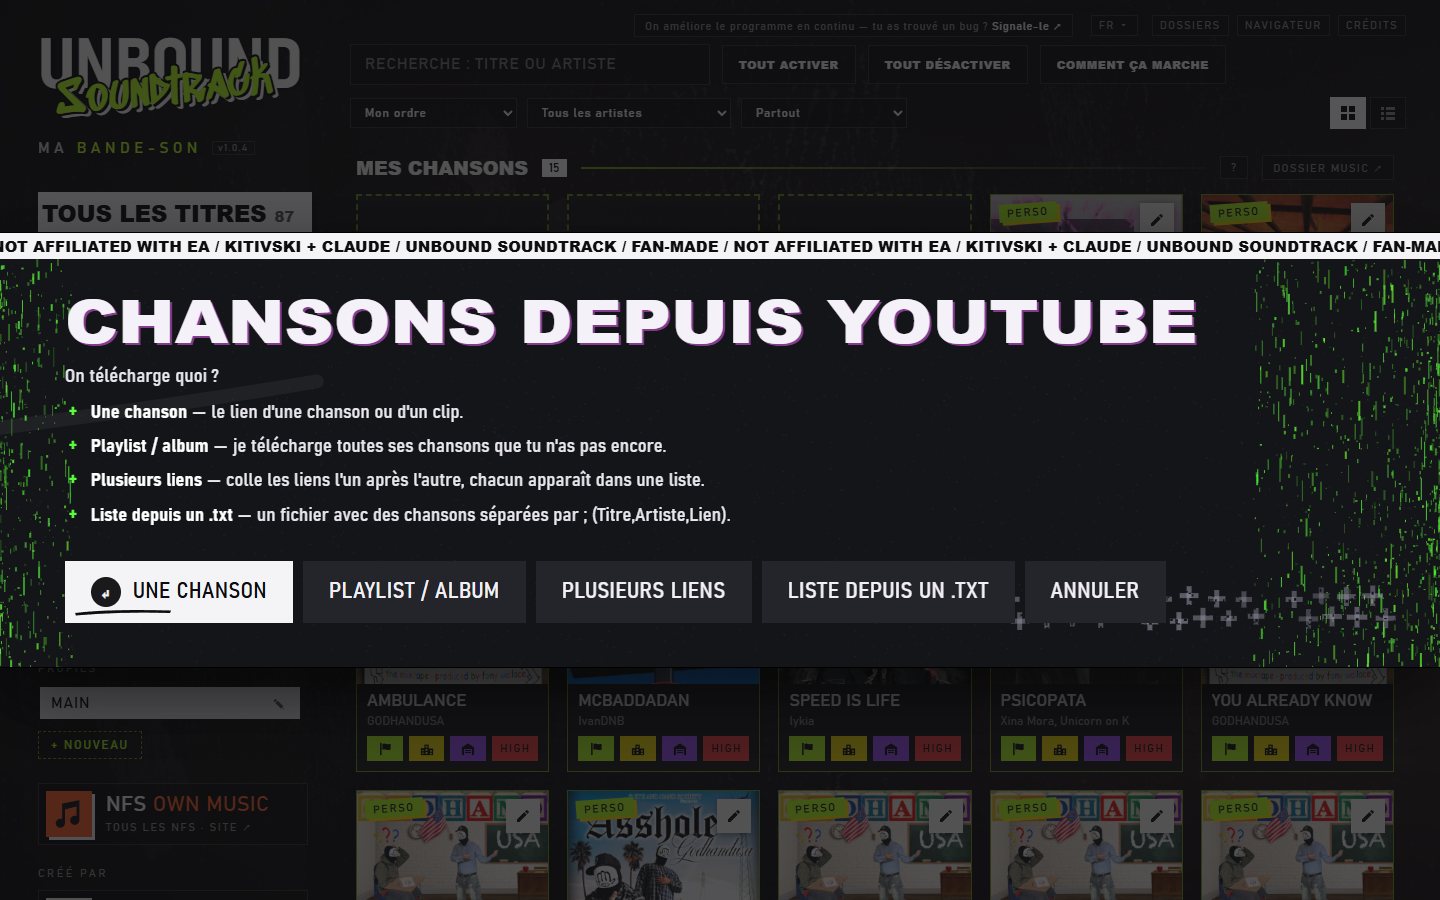 On améliore le programme en continu — tu as trouvé un bug ? Signale-le ↗
FR
DOSSIERS
NAVIGATEUR
CRÉDITS
UNBOUND
SOUNDTRACK
RECHERCHE : TITRE OU ARTISTE
TOUT ACTIVER
TOUT DÉSACTIVER
COMMENT ÇA MARCHE
Mon ordre
Tous les artistes
Partout
MA BANDE-SON v1.0.4
MES CHANSONS 15
?
DOSSIER MUSIC ↗
TOUS LES TITRES 87
PERSO
PERSO
NOT AFFILIATED WITH EA / KITIVSKI + CLAUDE / UNBOUND SOUNDTRACK / FAN-MADE / NOT AFFILIATED WITH EA / KITIVSKI + CLAUDE / UNBOUND SOUNDTRACK / FAN-MA
CHANSONS DEPUIS YOUTUBE
On télécharge quoi ?
+ Une chanson — le lien d'une chanson ou d'un clip.
+ Playlist / album — je télécharge toutes ses chansons que tu n'as pas encore.
+ Plusieurs liens — colle les liens l'un après l'autre, chacun apparaît dans une liste.
+ Liste depuis un .txt — un fichier avec des chansons séparées par ; (Titre,Artiste,Lien).
UNE CHANSON
PLAYLIST / ALBUM
PLUSIEURS LIENS
LISTE DEPUIS UN .TXT
ANNULER
PROFILS
MAIN
+ NOUVEAU
NFS OWN MUSIC
TOUS LES NFS · SITE ↗
CRÉÉ PAR
AMBULANCE
GODHANDUSA
HIGH
MCBADDADAN
IvanDNB
HIGH
SPEED IS LIFE
lykia
HIGH
PSICOPATA
Xina Mora, Unicorn on K
HIGH
YOU ALREADY KNOW
GODHANDUSA
HIGH
PERSO
USA
PERSO
Asshole
Godhandusa
PERSO
USA
PERSO
USA
PERSO
USA